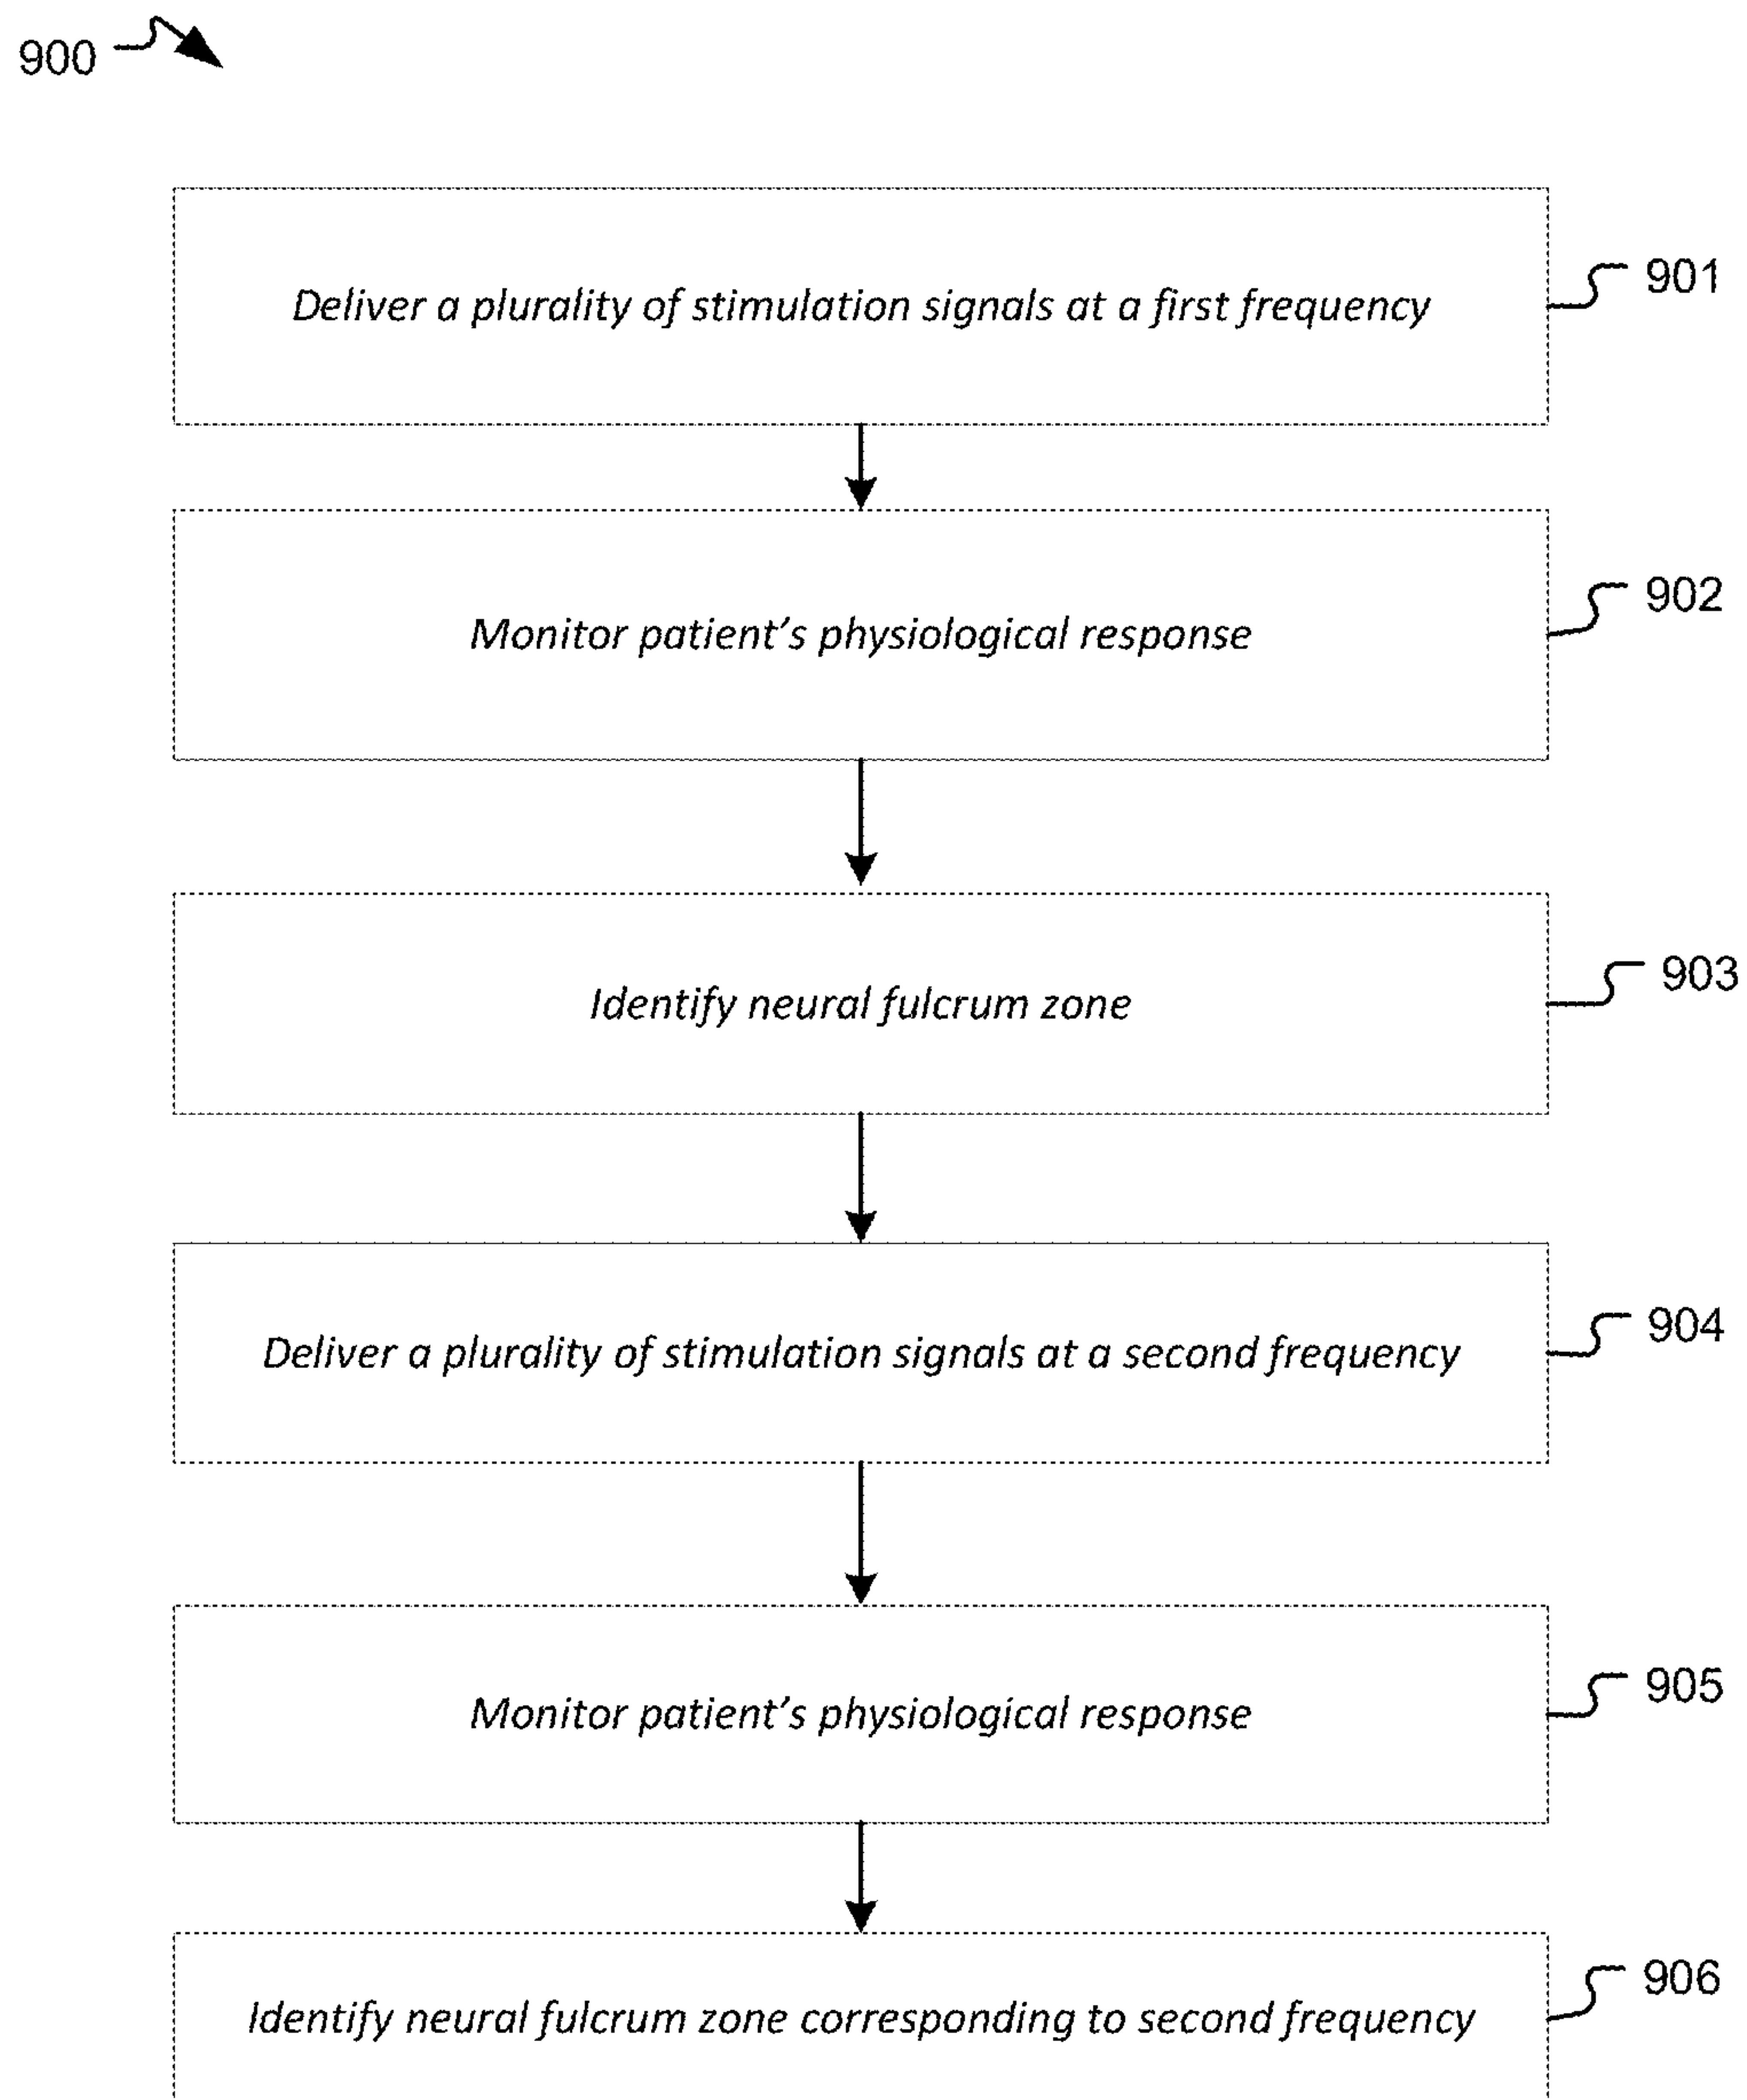 900
Deliver a plurality of stimulation signals at a first frequency
901
Monitor patient’s physiological response
902
Identify neural fulcrum zone
903
Deliver a plurality of stimulation signals at a second frequency
904
Monitor patient’s physiological response
905
Identify neural fulcrum zone corresponding to second frequency
906